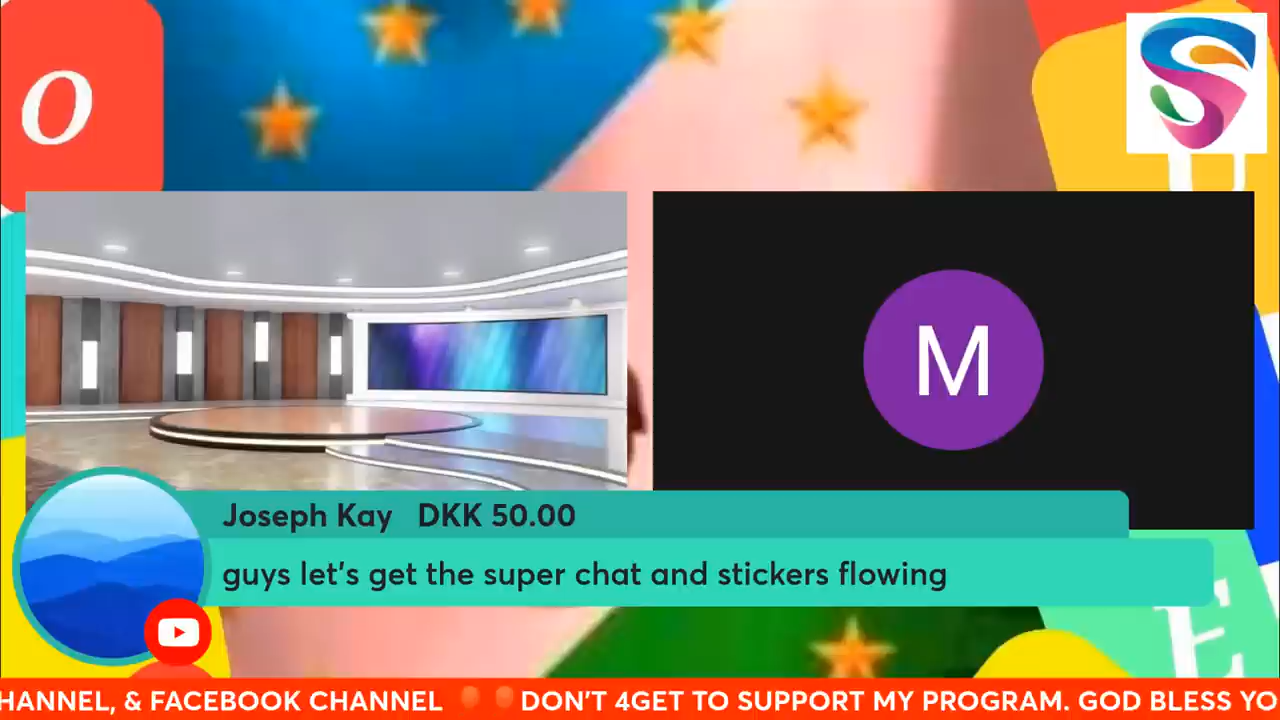 O
S
U
M
Joseph Kay DKK 50.00
guys let's get the super chat and stickers flowing
E
HANNEL, & FACEBOOK CHANNEL DON'T 4GET TO SUPPORT MY PROGRAM. GOD BLESS YO